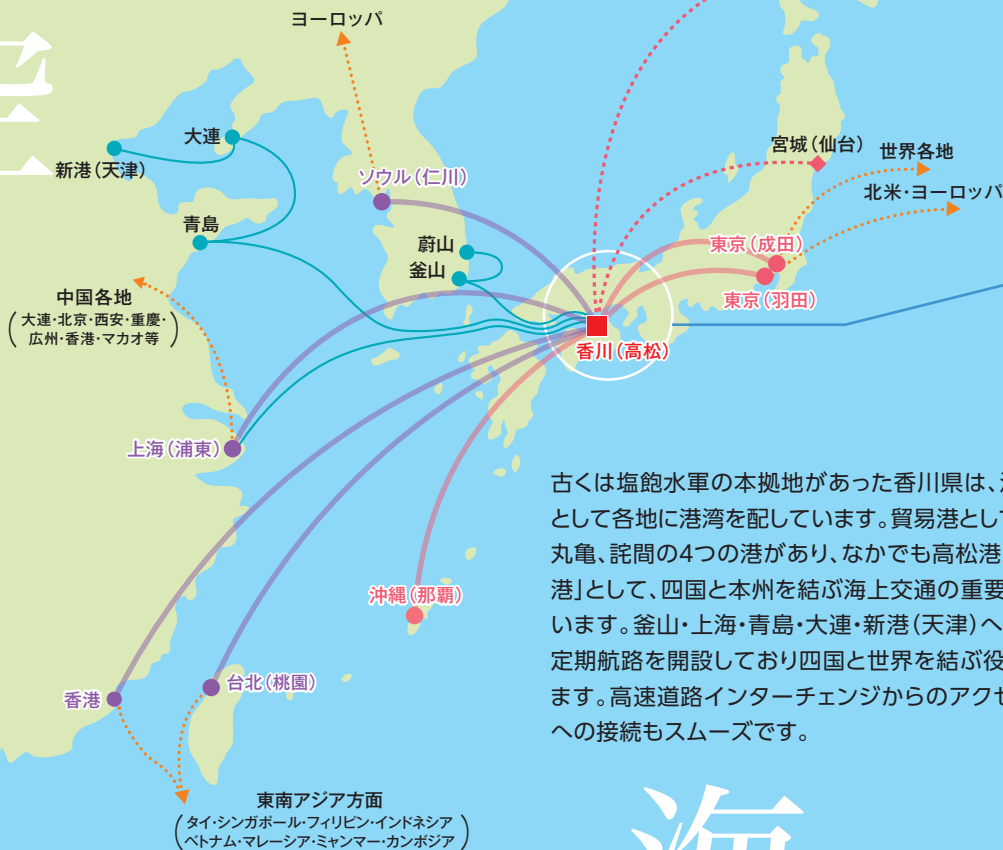 ヨーロッパ
大連
新港(天津)
ソウル(仁川)
宮城(仙台)
世界各地
北米・ヨーロッパ
青島
蔚山
釜山
東京(成田)
東京(羽田)
中国各地
(大連・北京・西安・重慶・
広州・香港・マカオ等)
香川(高松)
上海(浦東)
古くは塩飽水軍の本拠地があった香川県は、
として各地に港湾を配しています。貿易港とし
丸亀、詫間の4つの港があり、なかでも高松港
港」として、四国と本州を結ぶ海上交通の重要
います。釜山・上海・青島・大連・新港(天津)へ
定期航路を開設しており四国と世界を結ぶ役
ます。高速道路インターチェンジからのアクセ
への接続もスムーズです。
沖縄(那覇)
香港
台北(桃園)
東南アジア方面
(タイ・シンガポール・フィリピン・インドネシア
ベトナム・マレーシア・ミャンマー・カンボジア)
海